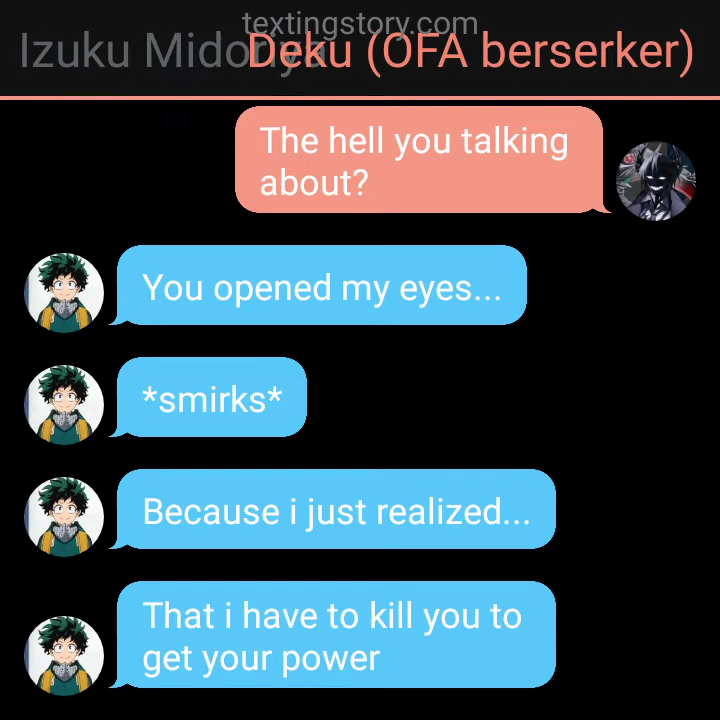 textingstory.com
Izuku Midoriya
Deku (OFA berserker)
The hell you talking
about?
You opened my eyes...
*smirks*
Because i just realized...
That i have to kill you to
get your power